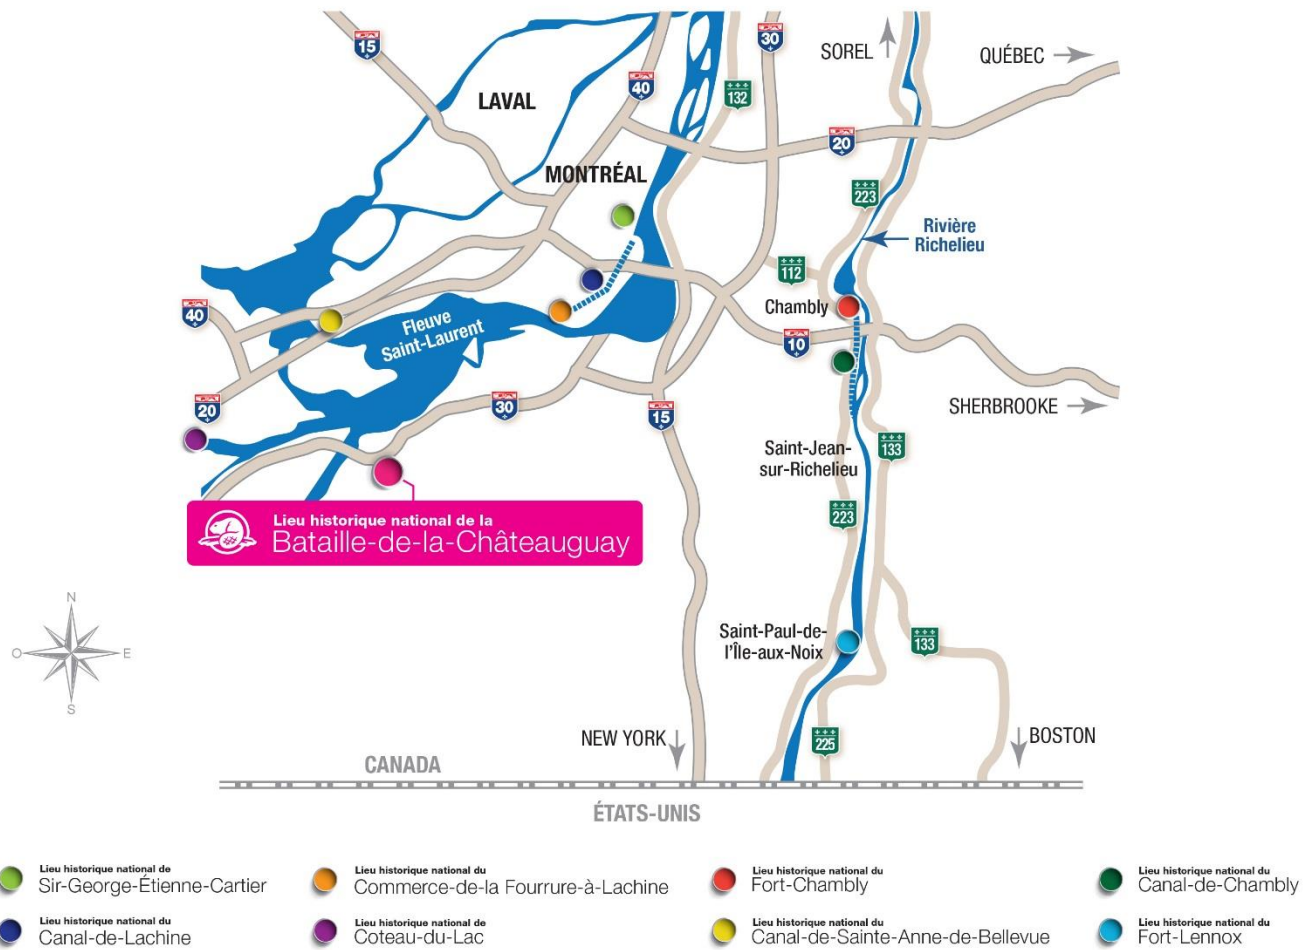 15
30
SOREL
QUÉBEC
40
132
LAVAL
20
MONTRÉAL
223
Rivière
Richelieu
112
Chambly
40
Fleuve
Saint-Laurent
10
20
30
15
SHERBROOKE
133
Saint-Jean-
sur-Richelieu
223
Lieu historique national de la
Bataille-de-la-Châteauguay
N
O
E
S
Saint-Paul-de-
l'Île-aux-Noix
133
NEW YORK
225
BOSTON
CANADA
ÉTATS-UNIS
Lieu historique national de
Sir-George-Étienne-Cartier
Lieu historique national du
Commerce-de-la Fourrure-à-Lachine
Lieu historique national du
Fort-Chambly
Lieu historique national du
Canal-de-Chambly
Lieu historique national du
Canal-de-Lachine
Lieu historique national de
Coteau-du-Lac
Lieu historique national du
Canal-de-Sainte-Anne-de-Bellevue
Lieu historique national du
Fort-Lennox